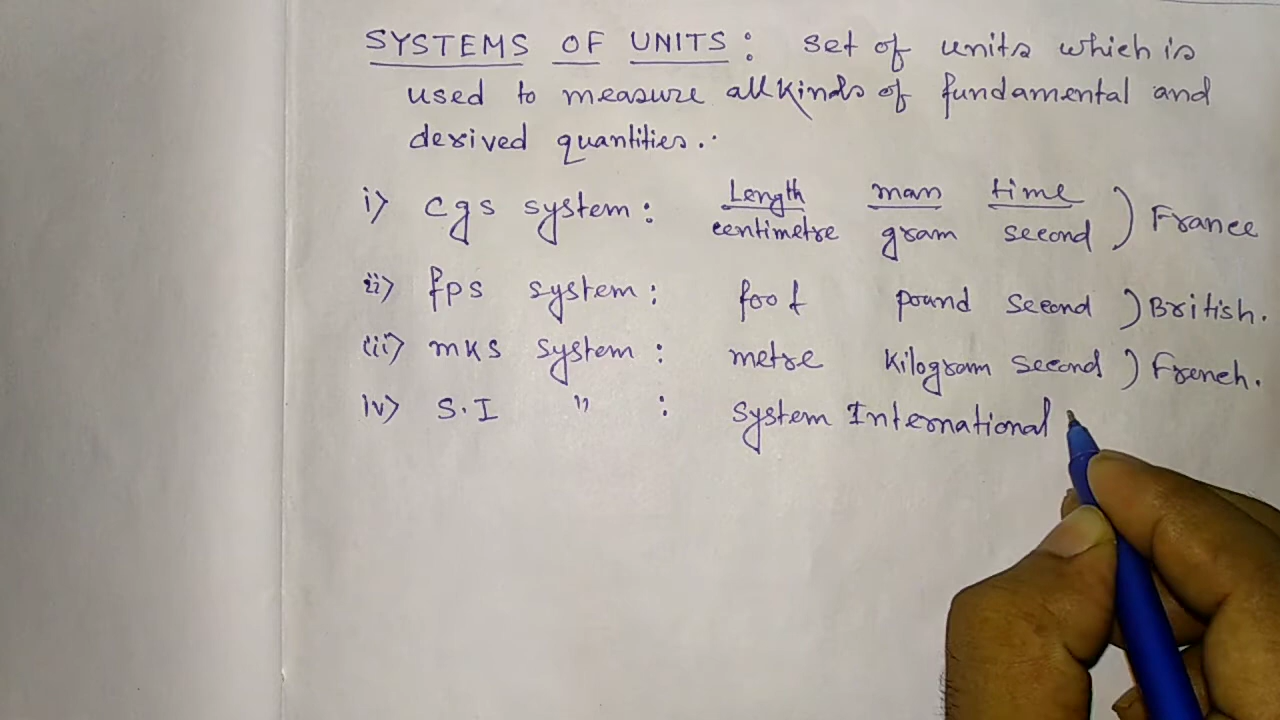 SYSTEMS OF UNITS : set of units which is
used to measure all kinds of fundamental and
derived quantities.
Length mass time
i) cgs system : centimetre gram second ) France
ii) fps system : foot pound second ) British.
iii) mks system : metre kilogram second ) French.
iv) S.I " : system International